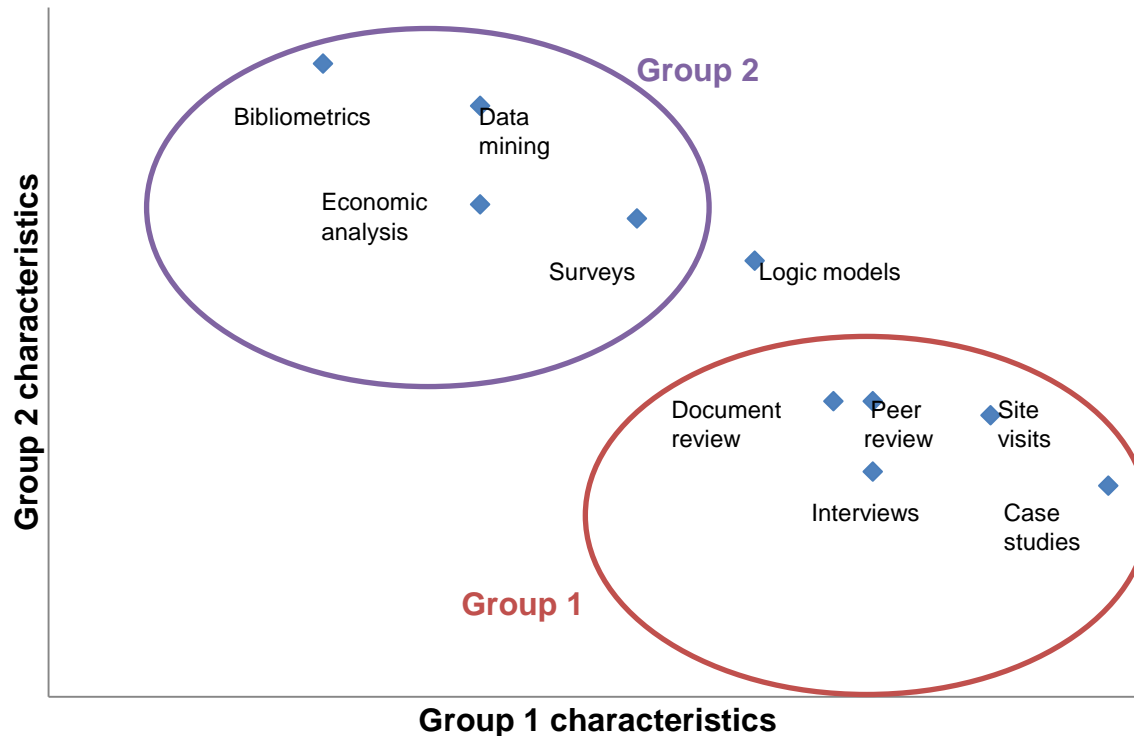 Group 2
Bibliometrics
Data
mining
Economic
analysis
Surveys
Logic models
Group 2 characteristics
Document
review
Peer
review
Site
visits
Interviews
Case
studies
Group 1
Group 1 characteristics